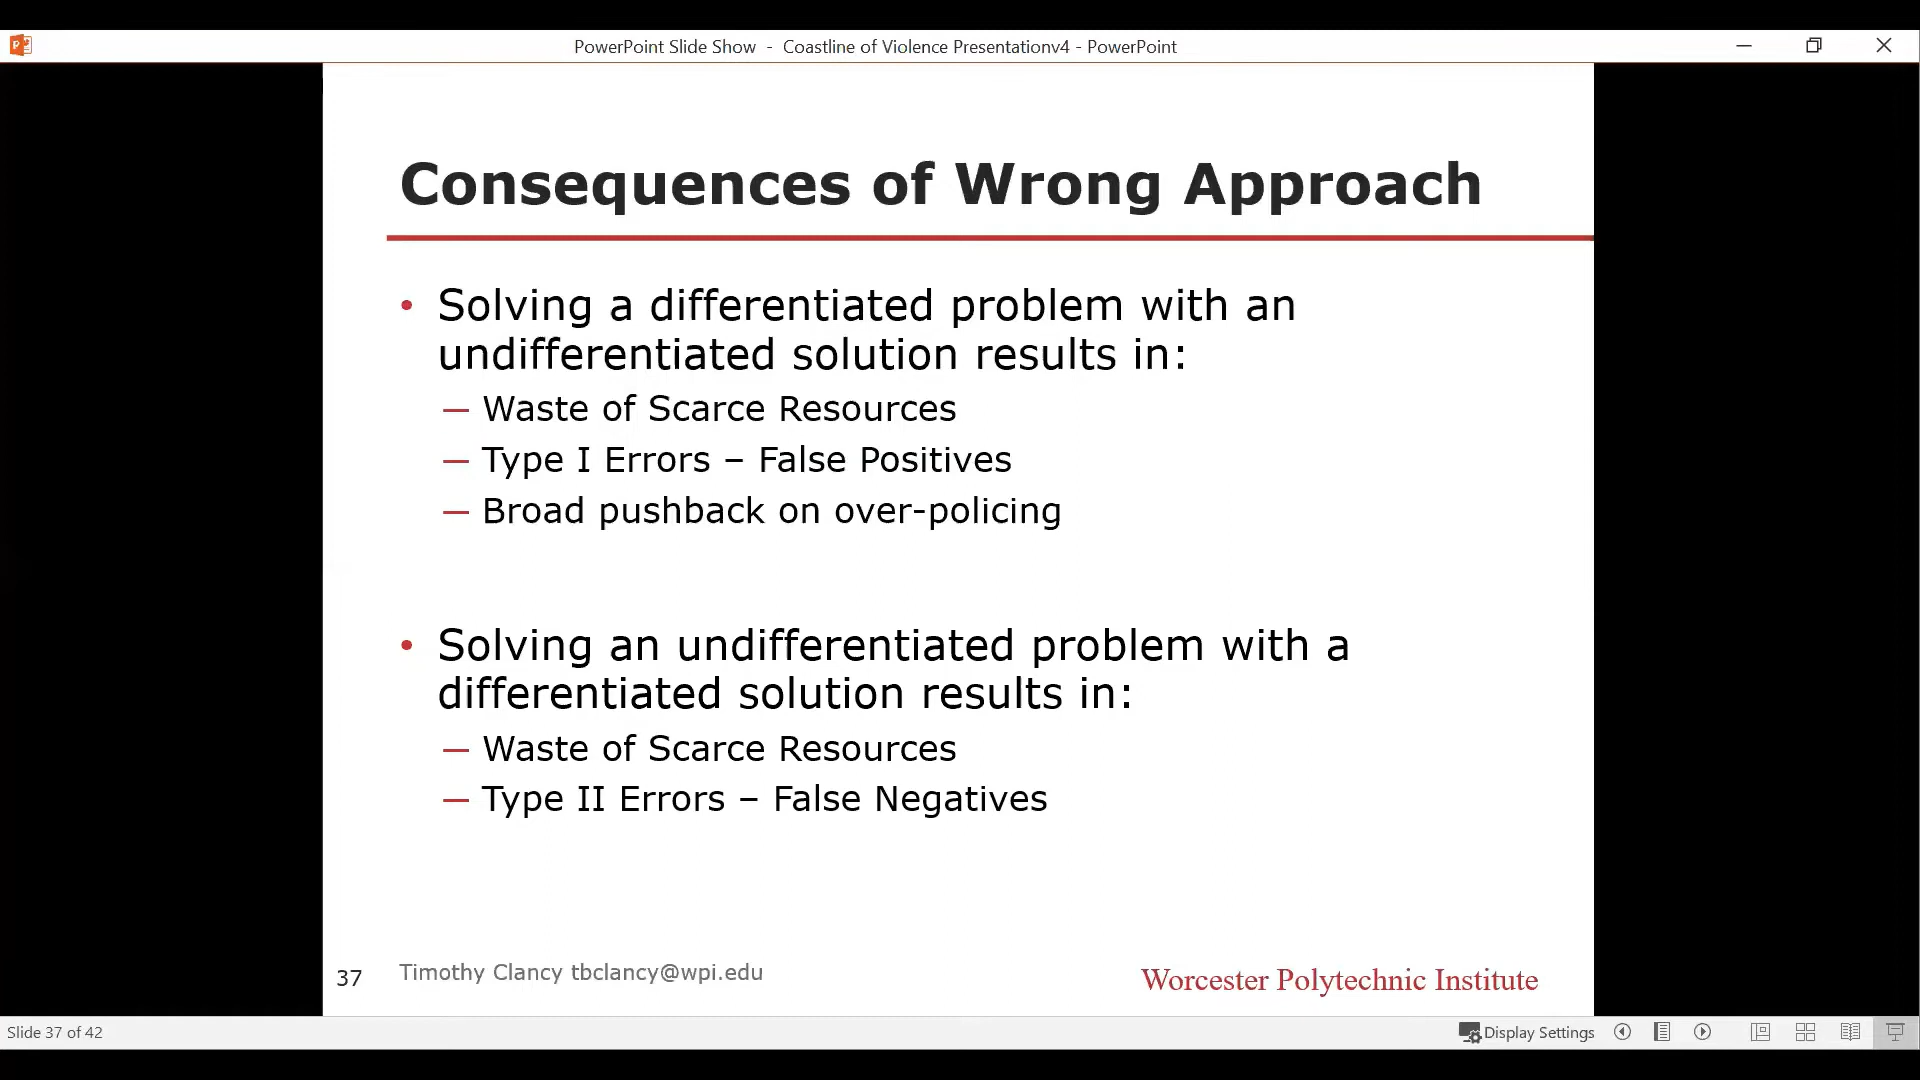 PowerPoint Slide Show - Coastline of Violence Presentationv4 - PowerPoint
Consequences of Wrong Approach
• Solving a differentiated problem with an
undifferentiated solution results in:
— Waste of Scarce Resources
— Type I Errors – False Positives
— Broad pushback on over-policing
• Solving an undifferentiated problem with a
differentiated solution results in:
— Waste of Scarce Resources
— Type II Errors – False Negatives
37
Timothy Clancy tbclancy@wpi.edu
Worcester Polytechnic Institute
Slide 37 of 42
Display Settings